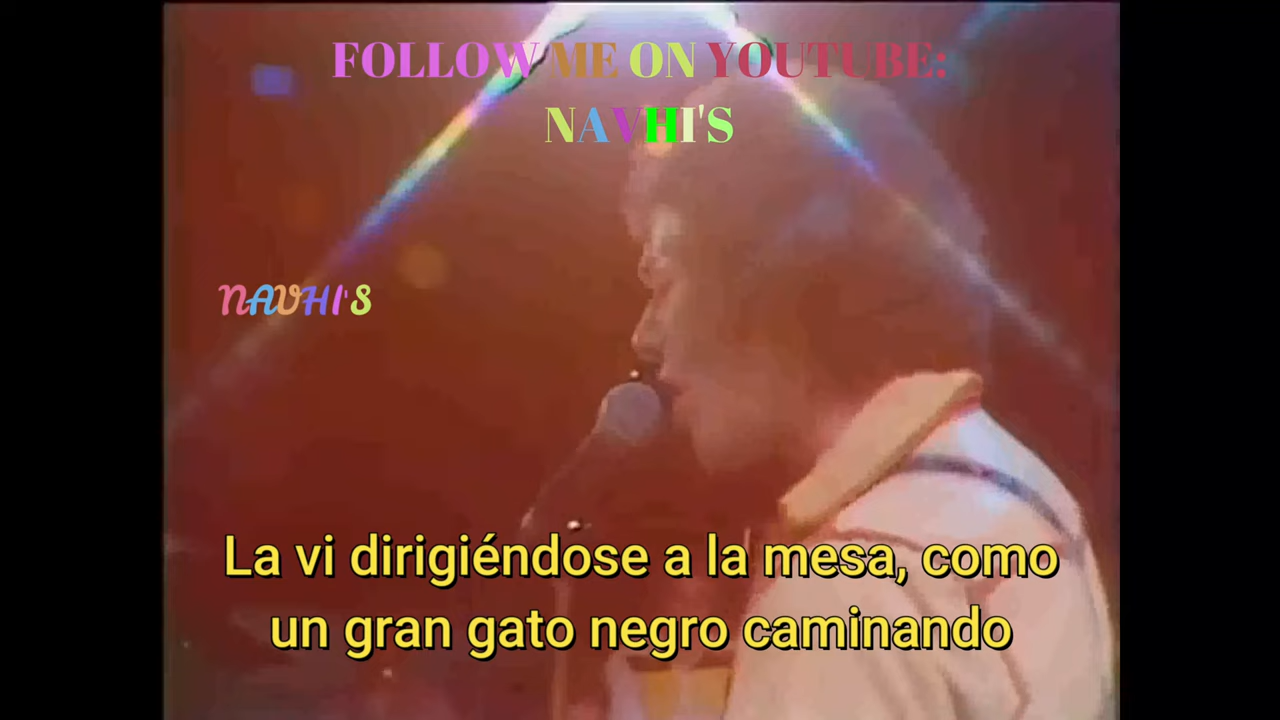 FOLLOW ME ON YOUTUBE:
NAVHI'S
NAVHI'S
La vi dirigiéndose a la mesa, como
un gran gato negro caminando